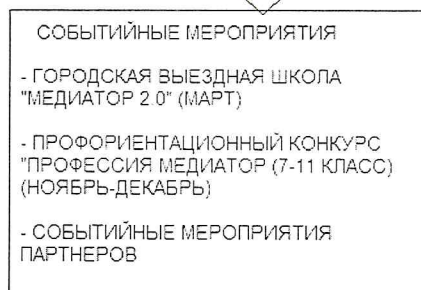 СОБЫТИЙНЫЕ МЕРОПРИЯТИЯ
- ГОРОДСКАЯ ВЫЕЗДНАЯ ШКОЛА
"МЕДИАТОР 2.0" (МАРТ)
- ПРОФОРИЕНТАЦИОННЫЙ КОНКУРС
"ПРОФЕССИЯ МЕДИАТОР (7-11 КЛАСС)
(НОЯБРЬ-ДЕКАБРЬ)
- СОБЫТИЙНЫЕ МЕРОПРИЯТИЯ
ПАРТНЕРОВ